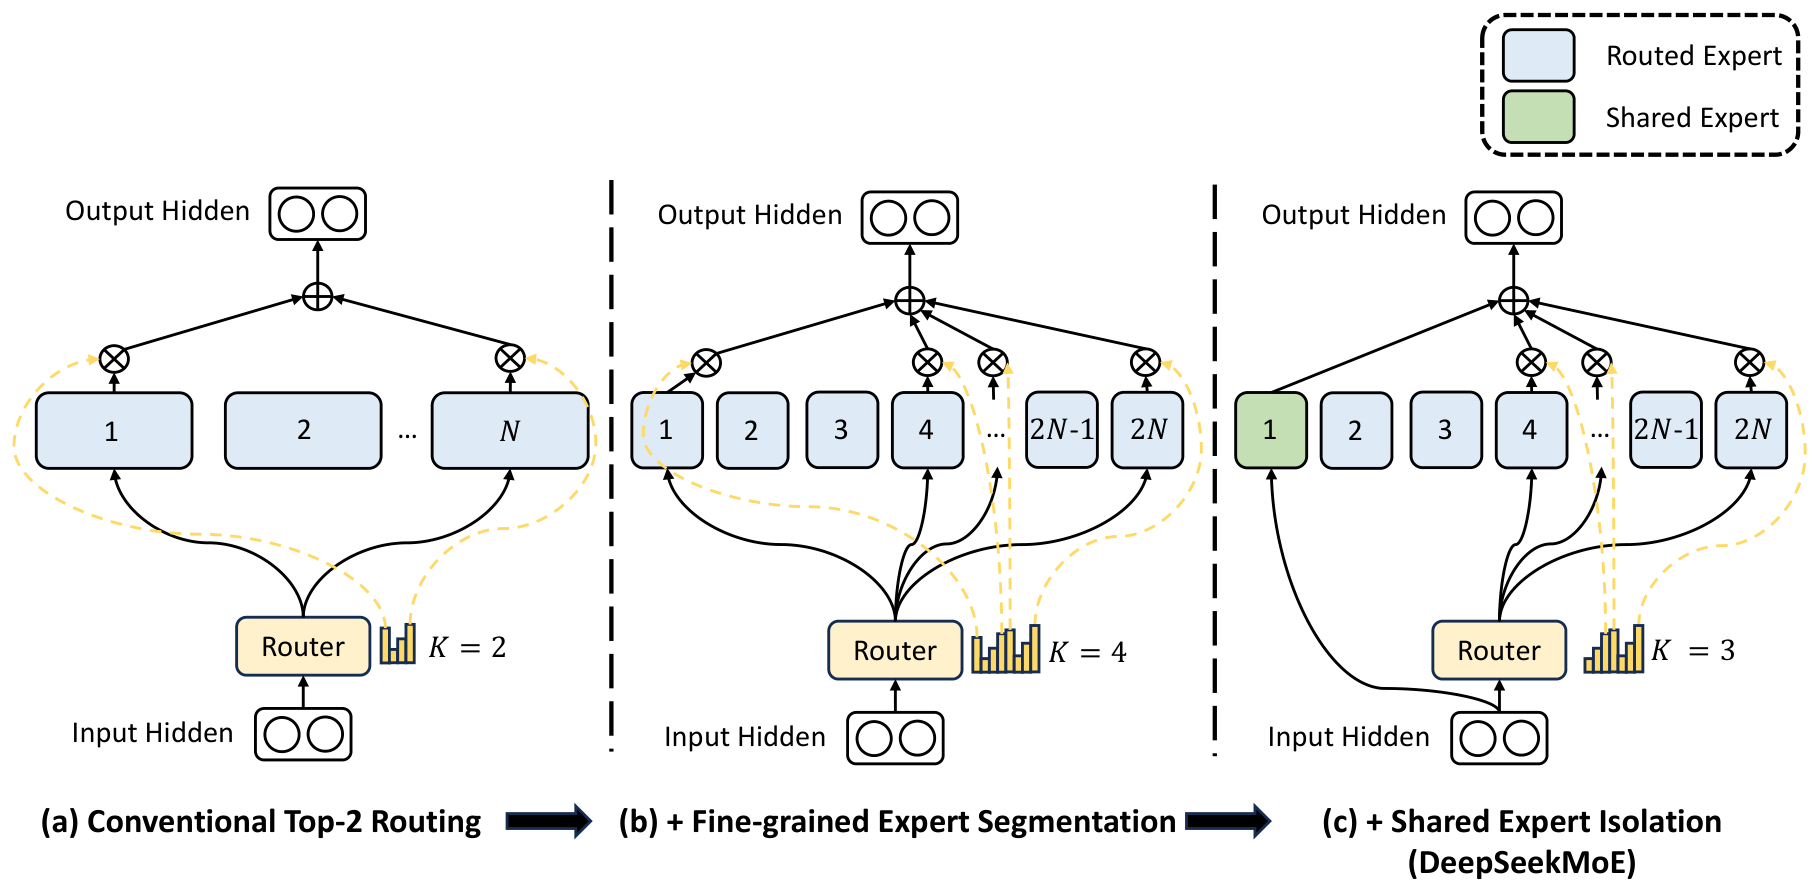 Routed Expert
Shared Expert
Output Hidden
1
2
...
N
Router
K = 2
Input Hidden
(a) Conventional Top-2 Routing
Output Hidden
1
2
3
4
...
2N-1
2N
Router
K = 4
Input Hidden
(b) + Fine-grained Expert Segmentation
Output Hidden
1
2
3
4
...
2N-1
2N
Router
K = 3
Input Hidden
(c) + Shared Expert Isolation
(DeepSeekMoE)